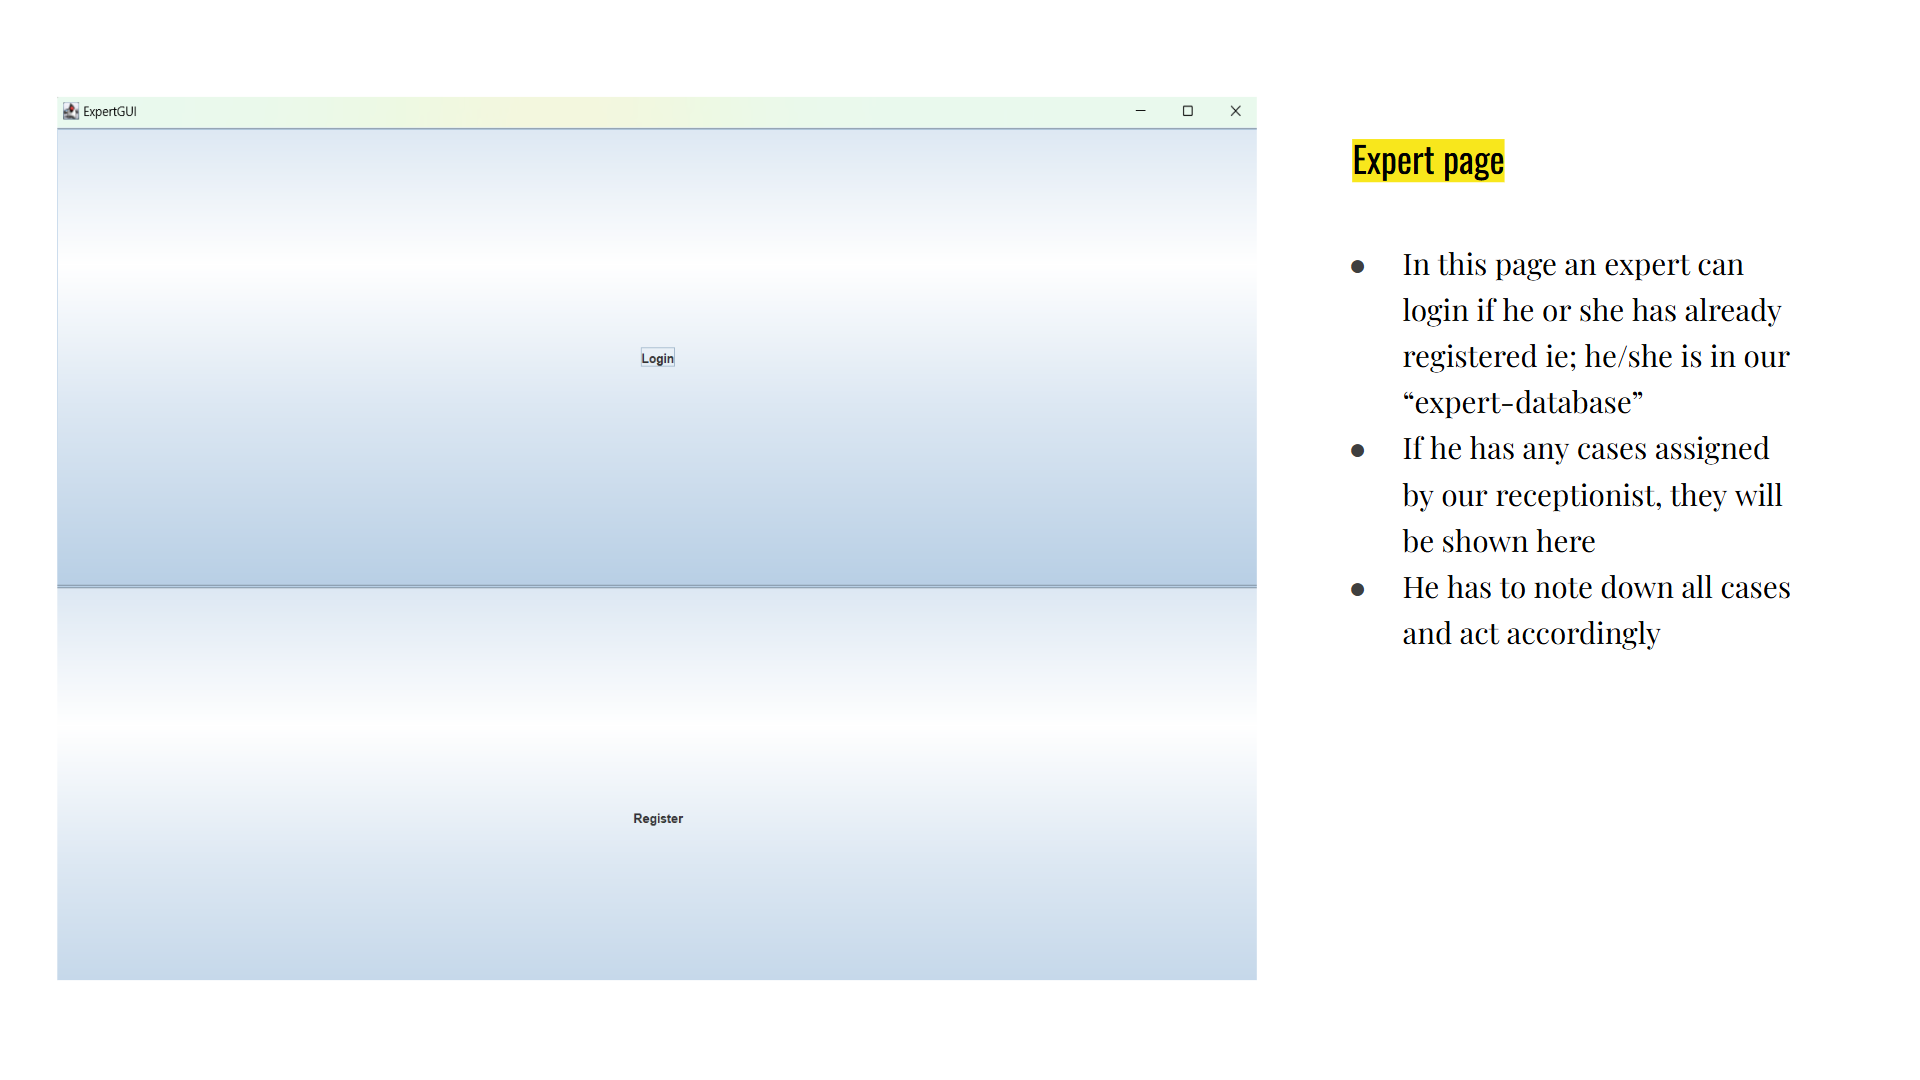 ExpertGUI
Login
Register
Expert page
● In this page an expert can
login if he or she has already
registered ie; he/she is in our
“expert-database”
● If he has any cases assigned
by our receptionist, they will
be shown here
● He has to note down all cases
and act accordingly